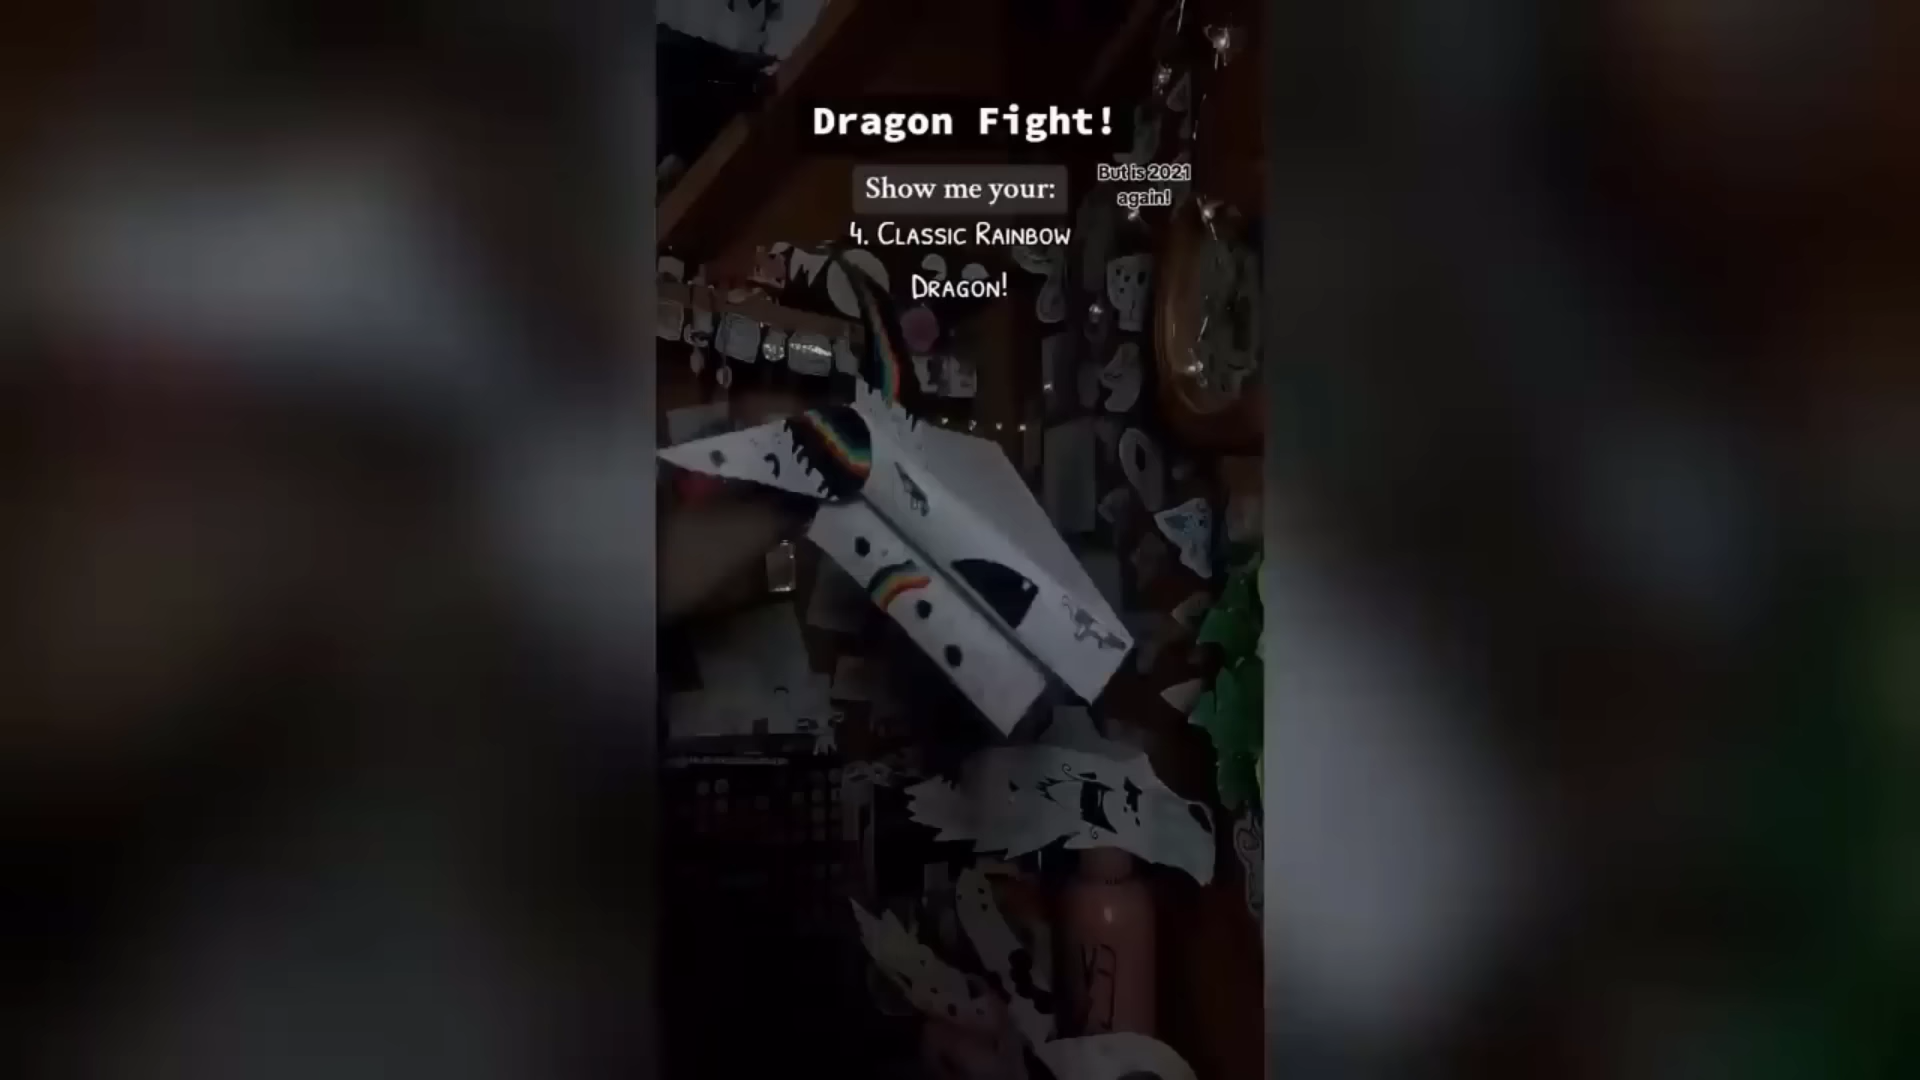 Dragon Fight!
Show me your:
But is 2021
again!
4. Classic Rainbow
Dragon!